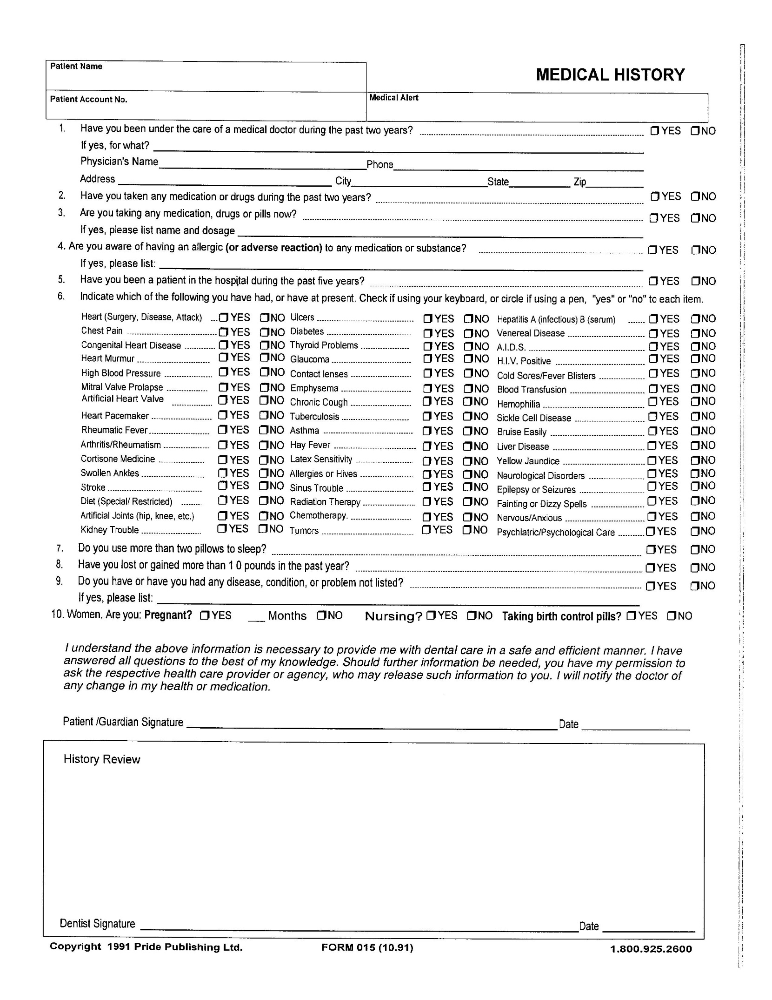 Patient Name
MEDICAL HISTORY
Patient Account No.
Medical Alert
1. Have you been under the care of a medical doctor during the past two years? YES NO
If yes, for what?
Physician's Name Phone
Address City State Zip
2. Have you taken any medication or drugs during the past two years? YES NO
3. Are you taking any medication, drugs or pills now? YES NO
If yes, please list name and dosage
4. Are you aware of having an allergic (or adverse reaction) to any medication or substance? YES NO
If yes, please list:
5. Have you been a patient in the hospital during the past five years? YES NO
6. Indicate which of the following you have had, or have at present. Check if using your keyboard, or circle if using a pen, "yes" or "no" to each item.
Heart (Surgery, Disease, Attack) ... YES NO Ulcers YES NO Hepatitis A (infectious) B (serum) YES NO
Chest Pain YES NO Diabetes YES NO Venereal Disease YES NO
Congenital Heart Disease YES NO Thyroid Problems YES NO A.I.D.S. YES NO
Heart Murmur YES NO Glaucoma YES NO H.I.V. Positive YES NO
High Blood Pressure YES NO Contact lenses YES NO Cold Sores/Fever Blisters YES NO
Mitral Valve Prolapse YES NO Emphysema YES NO Blood Transfusion YES NO
Artificial Heart Valve YES NO Chronic Cough YES NO Hemophilia YES NO
Heart Pacemaker YES NO Tuberculosis YES NO Sickle Cell Disease YES NO
Rheumatic Fever YES NO Asthma YES NO Bruise Easily YES NO
Arthritis/Rheumatism YES NO Hay Fever YES NO Liver Disease YES NO
Cortisone Medicine YES NO Latex Sensitivity YES NO Yellow Jaundice YES NO
Swollen Ankles YES NO Allergies or Hives YES NO Neurological Disorders YES NO
Stroke YES NO Sinus Trouble YES NO Epilepsy or Seizures YES NO
Diet (Special/ Restricted) YES NO Radiation Therapy YES NO Fainting or Dizzy Spells YES NO
Artificial Joints (hip, knee, etc.) YES NO Chemotherapy. YES NO Nervous/Anxious YES NO
Kidney Trouble YES NO Tumors YES NO Psychiatric/Psychological Care YES NO
7. Do you use more than two pillows to sleep? YES NO
8. Have you lost or gained more than 1 0 pounds in the past year? YES NO
9. Do you have or have you had any disease, condition, or problem not listed? YES NO
If yes, please list:
10. Women. Are you: Pregnant? YES ___ Months NO Nursing? YES NO Taking birth control pills? YES NO
I understand the above information is necessary to provide me with dental care in a safe and efficient manner. I have
answered all questions to the best of my knowledge. Should further information be needed, you have my permission to
ask the respective health care provider or agency, who may release such information to you. I will notify the doctor of
any change in my health or medication.
Patient /Guardian Signature Date
History Review
Dentist Signature Date
Copyright 1991 Pride Publishing Ltd. FORM 015 (10.91) 1.800.925.2600